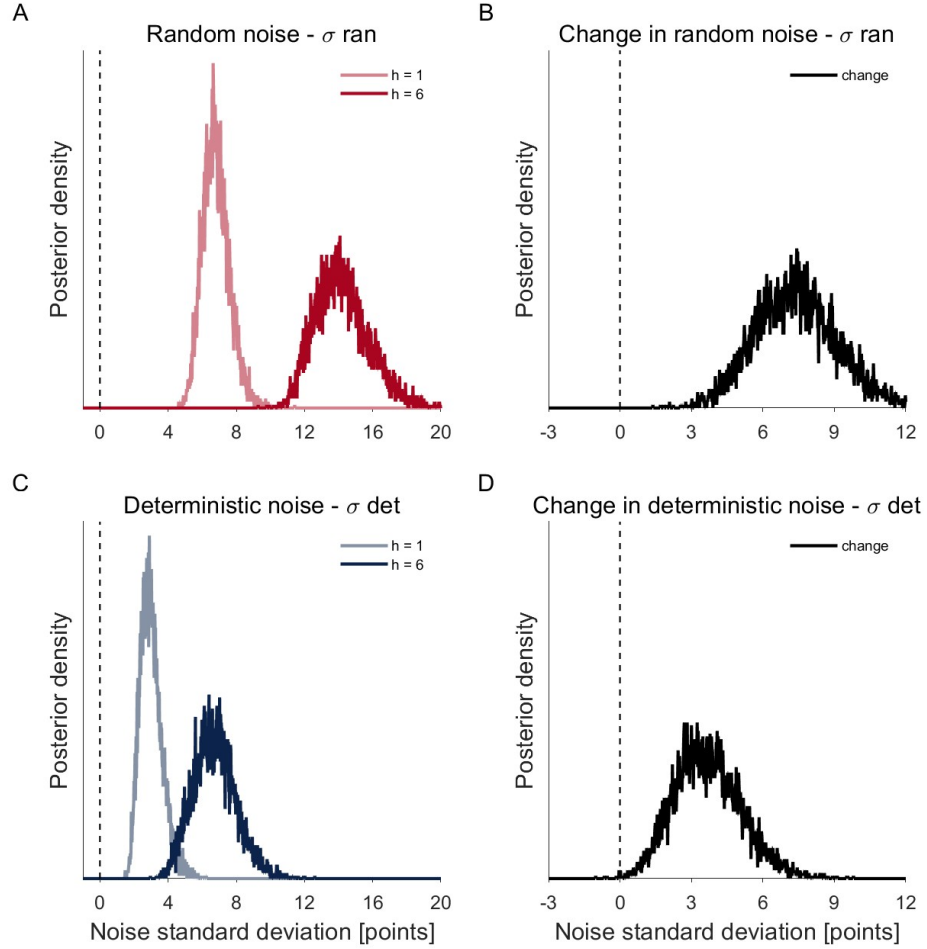 A
Random noise - σ ran
h = 1
h = 6
Posterior density
0 4 8 12 16 20
B
Change in random noise - σ ran
change
Posterior density
-3 0 3 6 9 12
C
Deterministic noise - σ det
h = 1
h = 6
Posterior density
0 4 8 12 16 20
Noise standard deviation [points]
D
Change in deterministic noise - σ det
change
Posterior density
-3 0 3 6 9 12
Noise standard deviation [points]